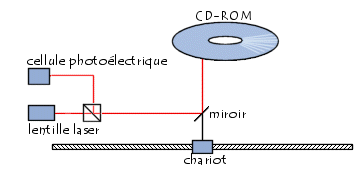 CD-ROM
cellule photoélectrique
miroir
lentille laser
chariot